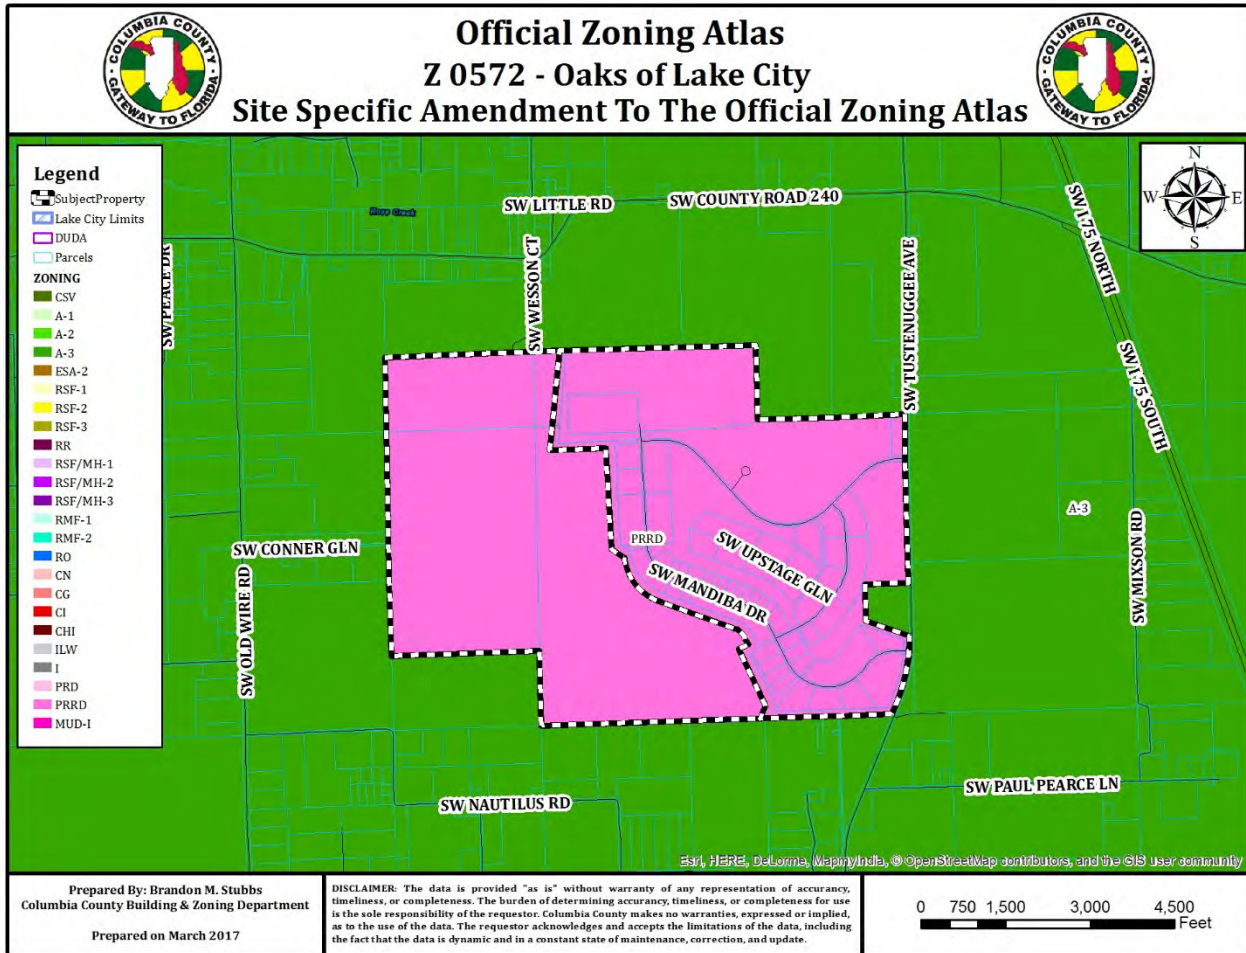 Official Zoning Atlas
Z 0572 - Oaks of Lake City
Site Specific Amendment To The Official Zoning Atlas
COLUMBIA COUNTY
GATEWAY TO FLORIDA
COLUMBIA COUNTY
GATEWAY TO FLORIDA
Legend
SubjectProperty
Lake City Limits
DUDA
Parcels
ZONING
CSV
A-1
A-2
A-3
ESA-2
RSF-1
RSF-2
RSF-3
RR
RSF/MH-1
RSF/MH-2
RSF/MH-3
RMF-1
RMF-2
RO
CN
CG
CI
CHI
ILW
I
PRD
PRRD
MUD-I
N
W
E
S
Rose Creek
SW LITTLE RD
SW COUNTY ROAD 240
SW PEACE DR
SW WESSON CT
SW TUSTENUGGEE AVE
SW I 75 NORTH
SW I 75 SOUTH
A-3
PRRD
SW CONNER GLN
SW UPSTAGE GLN
SW MANDIBA DR
SW MIXSON RD
SW OLD WIRE RD
SW NAUTILUS RD
SW PAUL PEARCE LN
Esri, HERE, DeLorme, MapmyIndia, © OpenStreetMap contributors, and the GIS user community
Prepared By: Brandon M. Stubbs
Columbia County Building & Zoning Department
Prepared on March 2017
DISCLAIMER: The data is provided "as is" without warranty of any representation of accurancy,
timeliness, or completeness. The burden of determining accuracy, timeliness, or completeness for use
is the sole responsibility of the requestor. Columbia County makes no warranties, expressed or implied,
as to the use of the data. The requestor acknowledges and accepts the limitations of the data, including
the fact that the data is dynamic and in a constant state of maintenance, correction, and update.
0 750 1,500 3,000 4,500
Feet